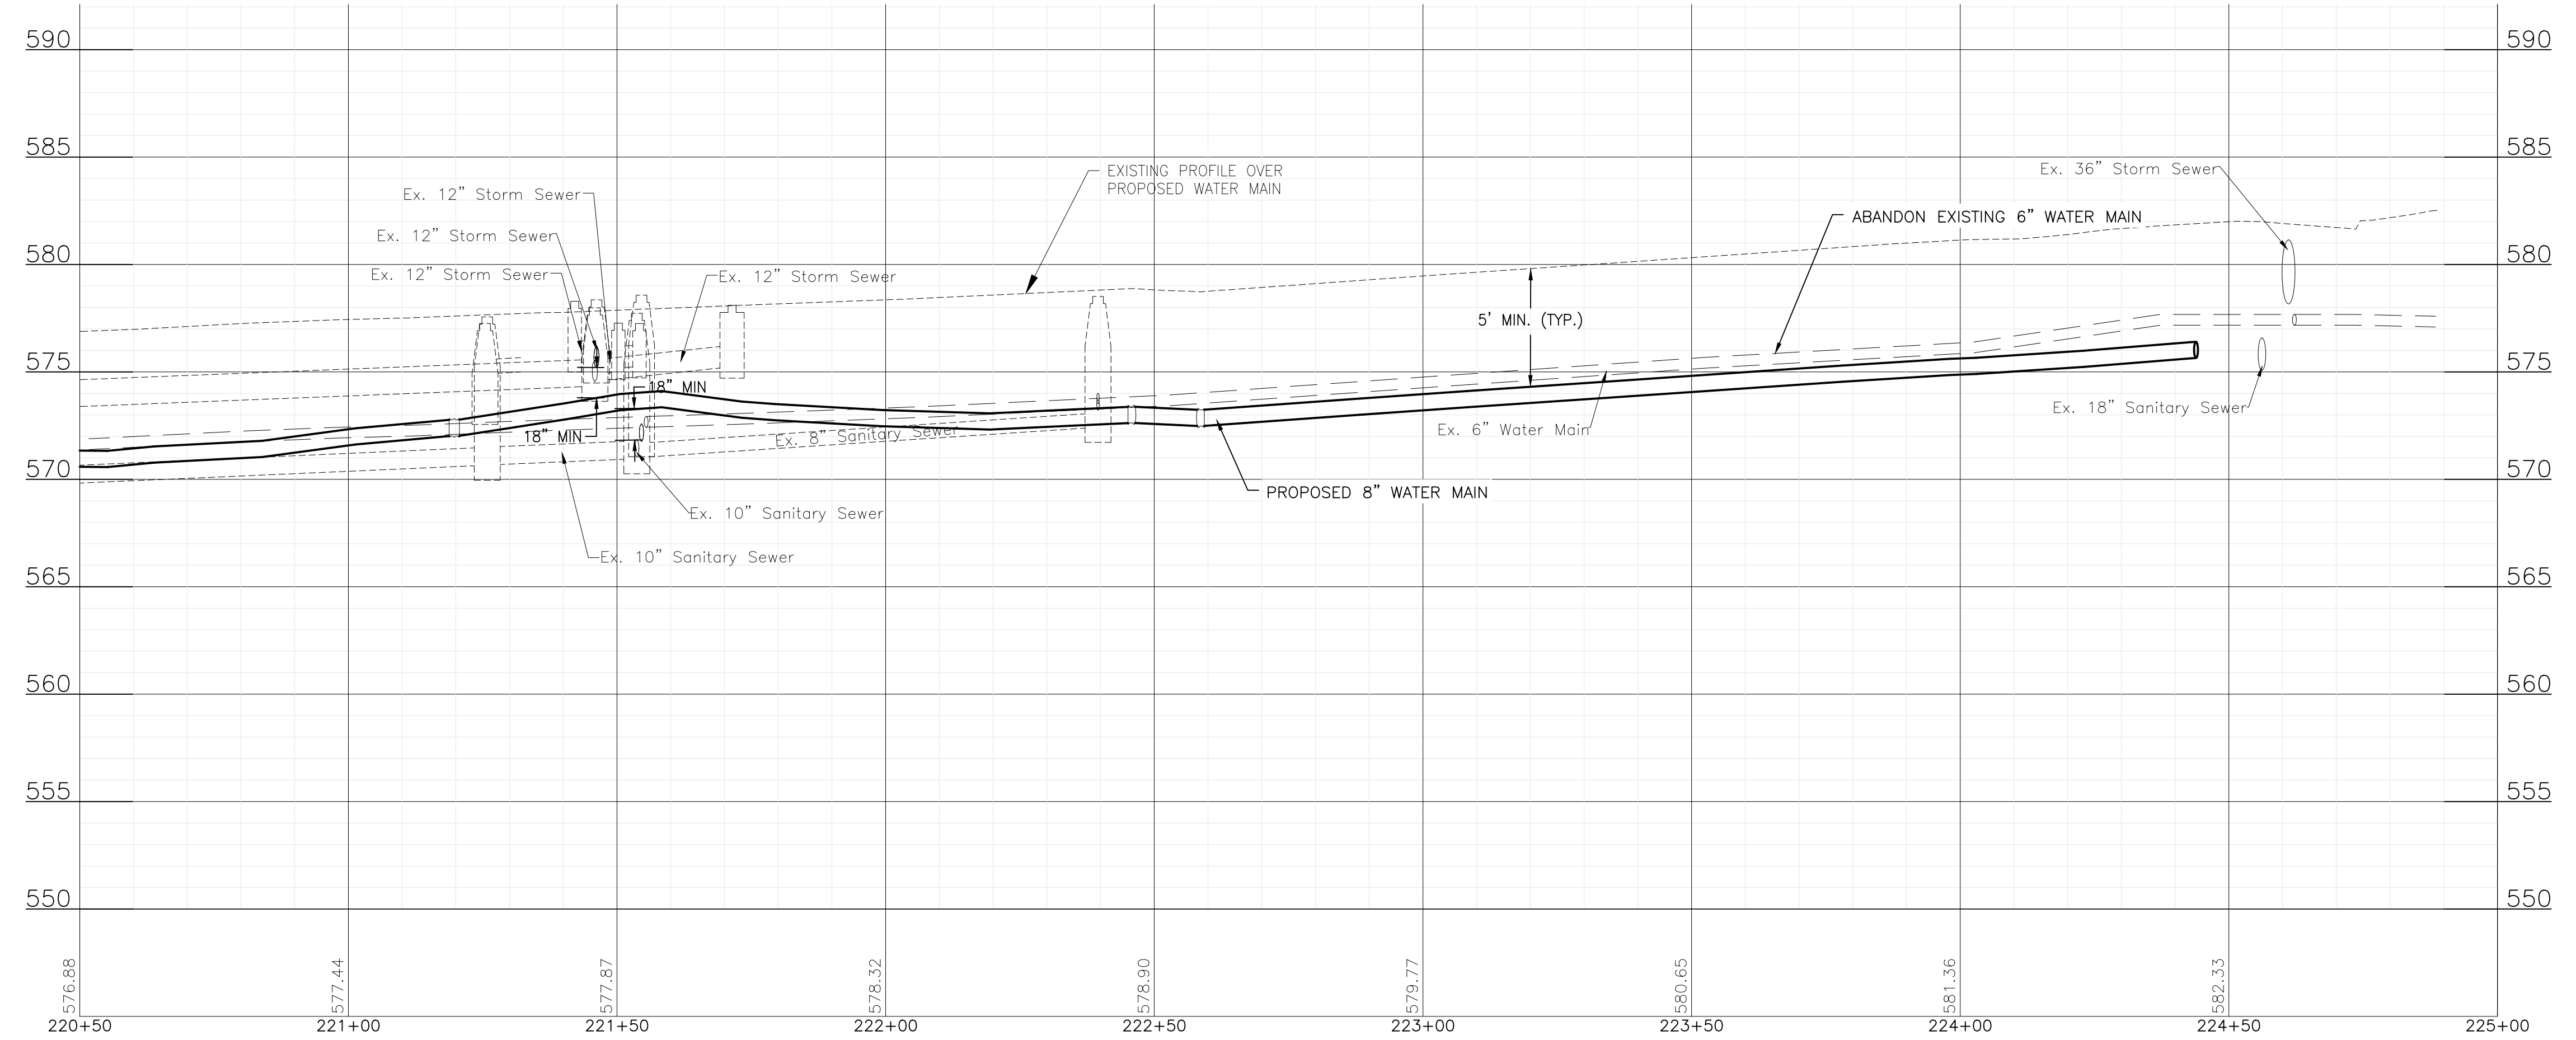 590
590
585
585
EXISTING PROFILE OVER
PROPOSED WATER MAIN
Ex. 36" Storm Sewer
Ex. 12" Storm Sewer
ABANDON EXISTING 6" WATER MAIN
Ex. 12" Storm Sewer
580
580
Ex. 12" Storm Sewer
Ex. 12" Storm Sewer
5' MIN. (TYP.)
575
575
18" MIN
Ex. 18" Sanitary Sewer
18" MIN
Ex. 8" Sanitary Sewer
Ex. 6" Water Main
570
570
PROPOSED 8" WATER MAIN
Ex. 10" Sanitary Sewer
Ex. 10" Sanitary Sewer
565
565
560
560
555
555
550
550
576.88
577.44
577.87
578.32
578.90
579.77
580.65
581.36
582.33
220+50
221+00
221+50
222+00
222+50
223+00
223+50
224+00
224+50
225+00